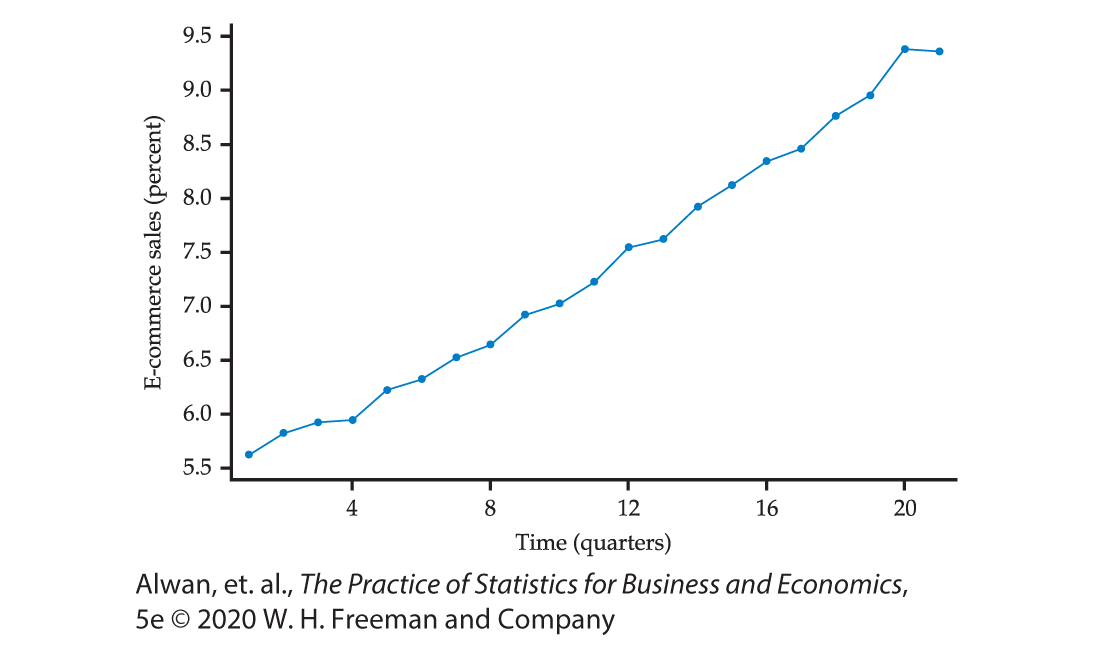 9.5
9.0
8.5
8.0
7.5
7.0
6.5
6.0
5.5
E-commerce sales (percent)
4 8 12 16 20
Time (quarters)
Alwan, et. al., The Practice of Statistics for Business and Economics,
5e © 2020 W. H. Freeman and Company